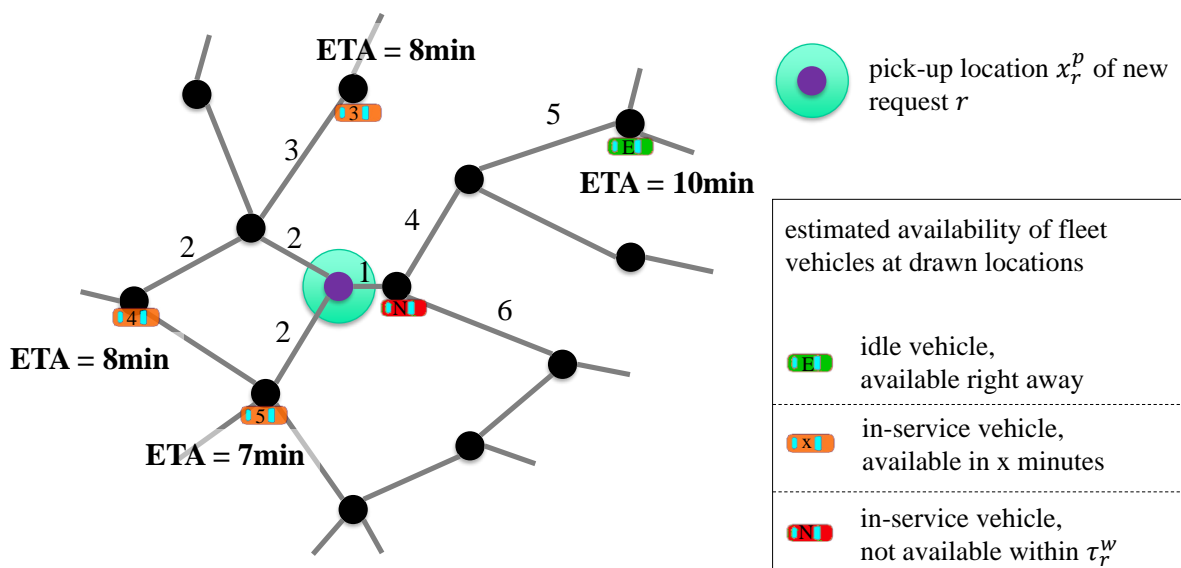 ETA = 8min
3
5
E
ETA = 10min
3
4
2
2
1
N
6
4
2
ETA = 8min
5
ETA = 7min
pick-up location $x_r^p$ of new
request $r$
estimated availability of fleet
vehicles at drawn locations
E
idle vehicle,
available right away
x
in-service vehicle,
available in x minutes
N
in-service vehicle,
not available within $\tau_r^w$